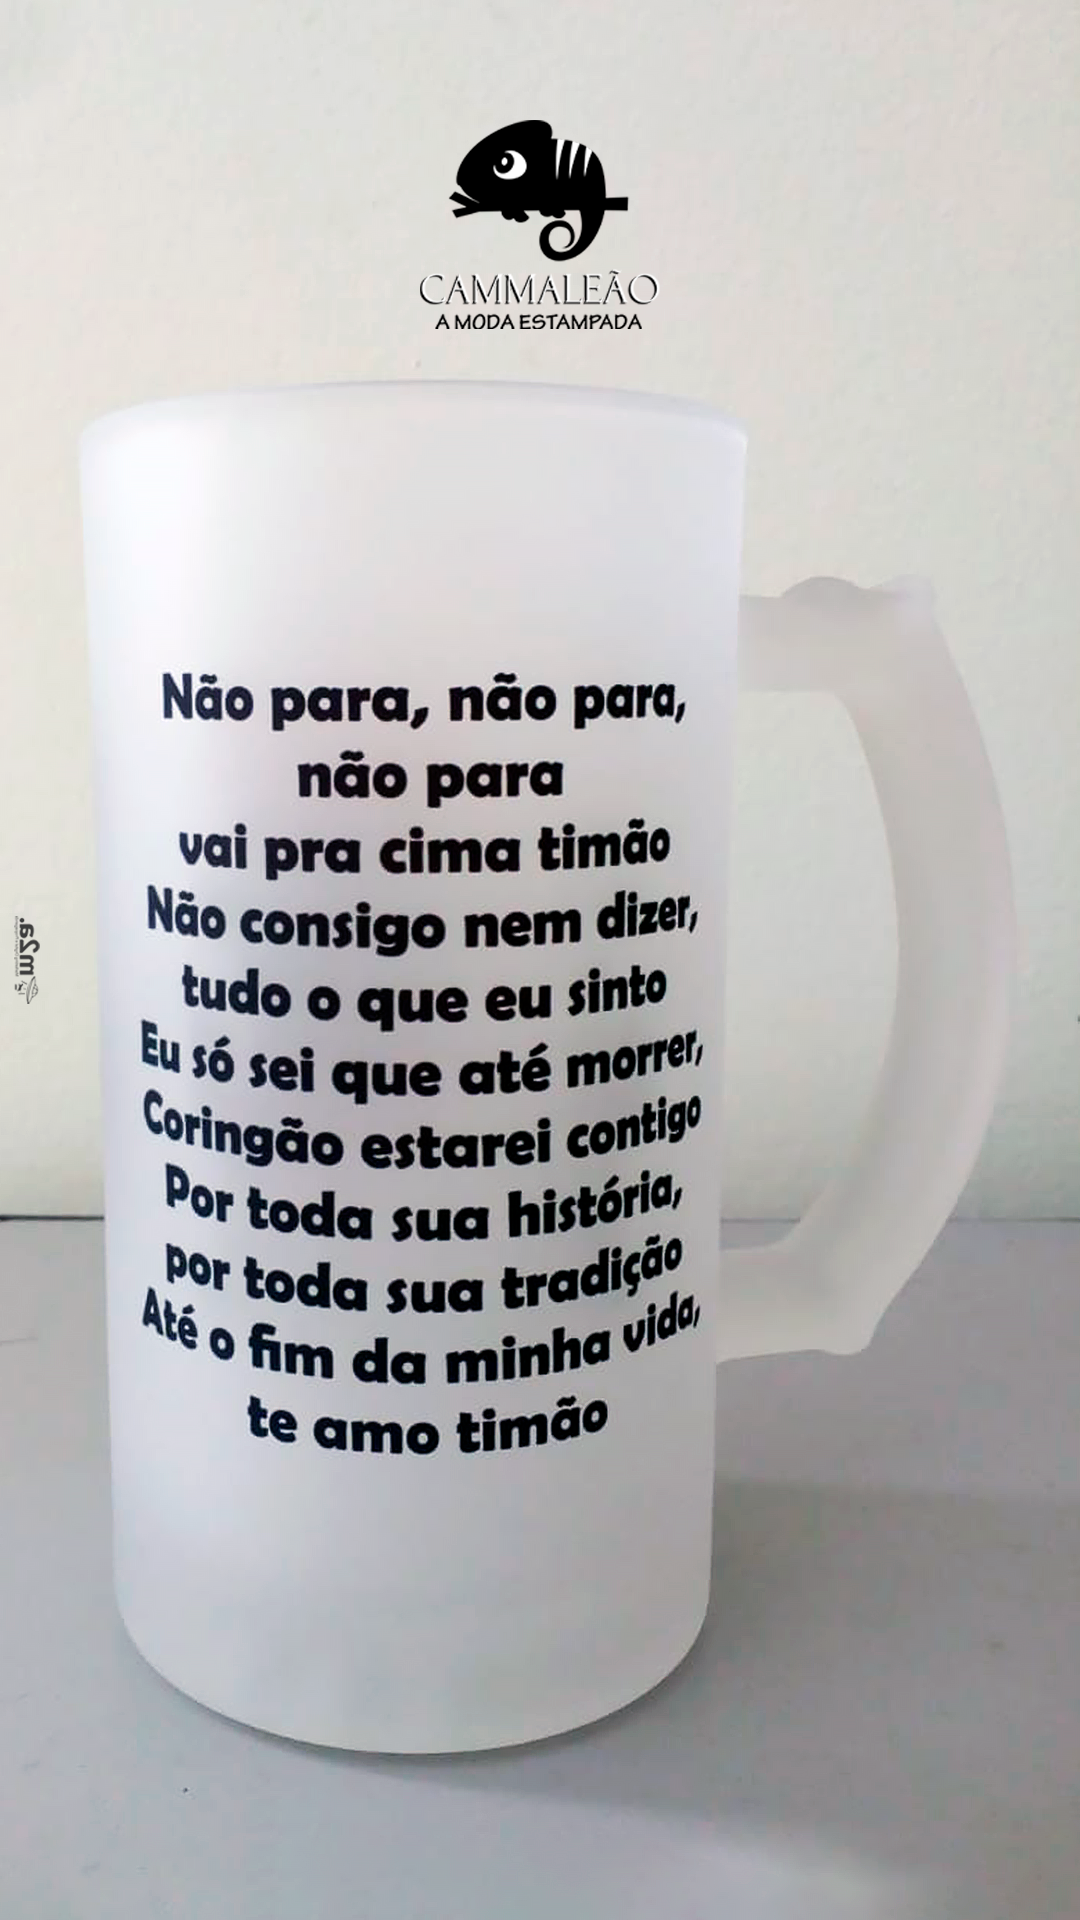 CAMMALEÃO
A MODA ESTAMPADA
Não para, não para,
não para
vai pra cima timão
Não consigo nem dizer,
tudo o que eu sinto
Eu só sei que até morrer,
Coringão estarei contigo
Por toda sua história,
por toda sua tradição
Até o fim da minha vida,
te amo timão